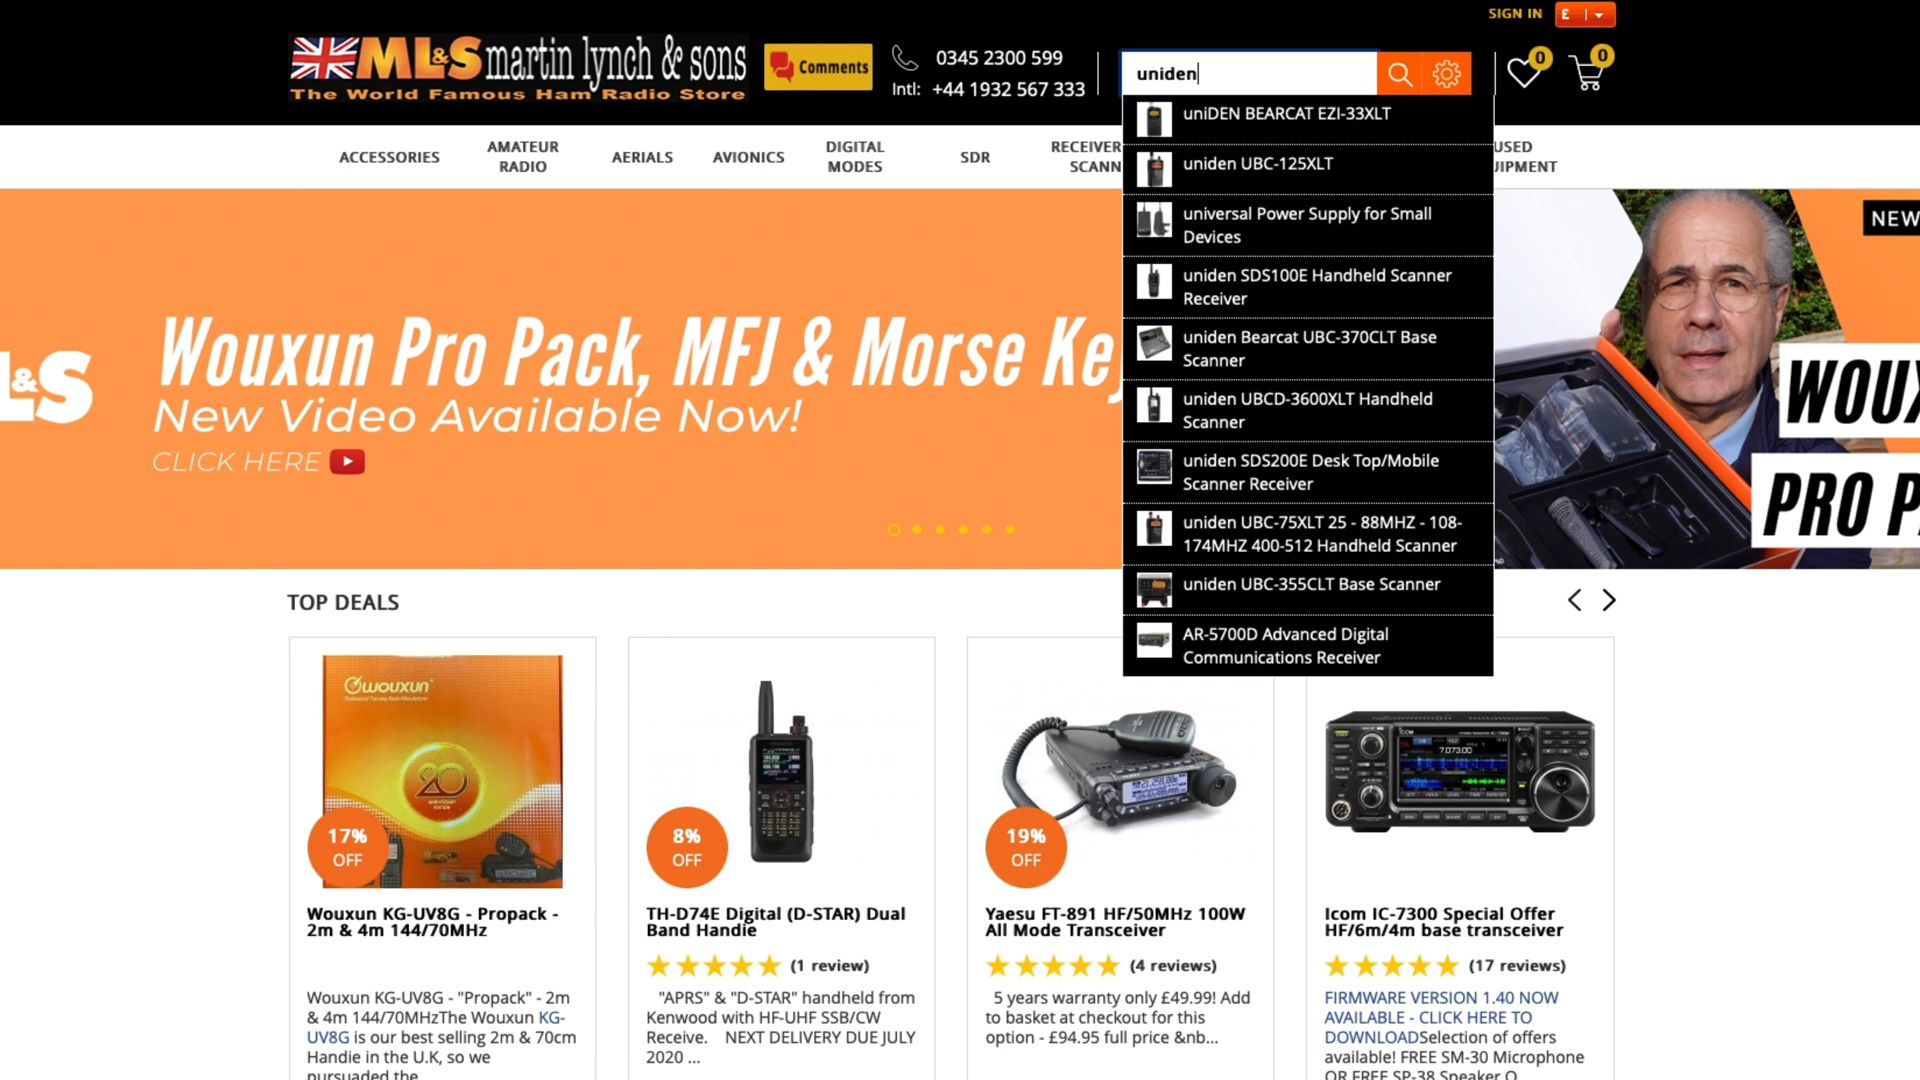 SIGN IN
£
ML&S martin lynch & sons
The World Famous Ham Radio Store
Comments
0345 2300 599
Intl: +44 1932 567 333
uniden
0
0
ACCESSORIES
AMATEUR
RADIO
AERIALS
AVIONICS
DIGITAL
MODES
SDR
RECEIVER
SCANN
USED
UIPMENT
uniDEN BEARCAT EZI-33XLT
uniden UBC-125XLT
universal Power Supply for Small
Devices
uniden SDS100E Handheld Scanner
Receiver
uniden Bearcat UBC-370CLT Base
Scanner
uniden UBCD-3600XLT Handheld
Scanner
uniden SDS200E Desk Top/Mobile
Scanner Receiver
uniden UBC-75XLT 25 - 88MHZ - 108-
174MHZ 400-512 Handheld Scanner
uniden UBC-355CLT Base Scanner
AR-5700D Advanced Digital
Communications Receiver
L&S
Wouxun Pro Pack, MFJ & Morse Key
New Video Available Now!
CLICK HERE
NEW
WOUX
PRO P
TOP DEALS
WOUXUN
20
17%
OFF
Wouxun KG-UV8G - Propack -
2m & 4m 144/70MHz
Wouxun KG-UV8G - "Propack" - 2m
& 4m 144/70MHzThe Wouxun KG-
UV8G is our best selling 2m & 70cm
Handie in the U.K, so we
pursuaded the
8%
OFF
TH-D74E Digital (D-STAR) Dual
Band Handie
(1 review)
"APRS" & "D-STAR" handheld from
Kenwood with HF-UHF SSB/CW
Receive. NEXT DELIVERY DUE JULY
2020 ...
19%
OFF
Yaesu FT-891 HF/50MHz 100W
All Mode Transceiver
(4 reviews)
5 years warranty only £49.99! Add
to basket at checkout for this
option - £94.95 full price &nb...
ICOM
7.073.00
Icom IC-7300 Special Offer
HF/6m/4m base transceiver
(17 reviews)
FIRMWARE VERSION 1.40 NOW
AVAILABLE - CLICK HERE TO
DOWNLOADSelection of offers
available! FREE SM-30 Microphone
OR FREE SP-38 Speaker O